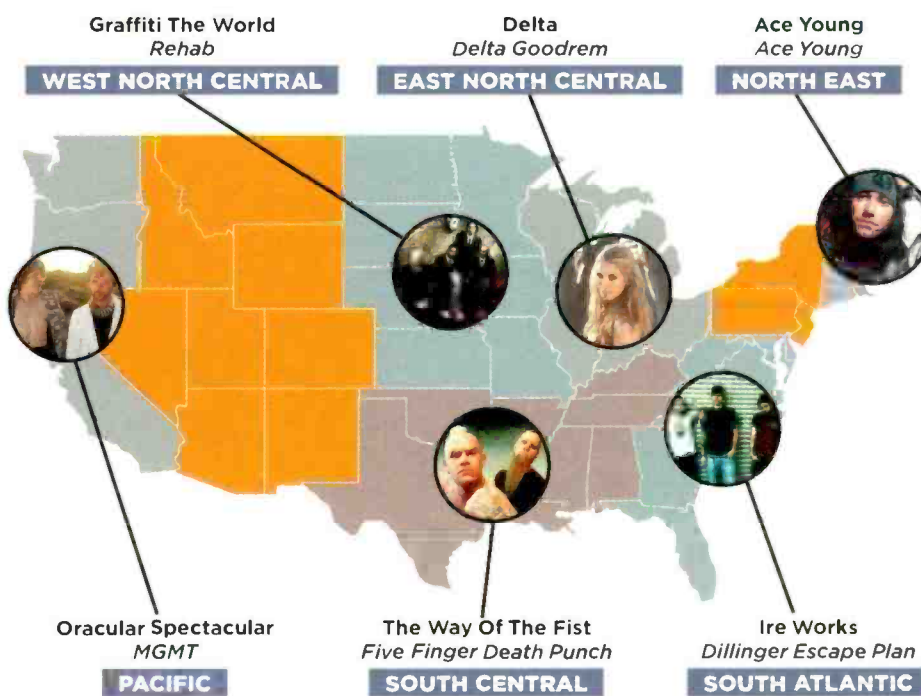 Graffiti The World
Rehab
WEST NORTH CENTRAL
Delta
Delta Goodrem
EAST NORTH CENTRAL
Ace Young
Ace Young
NORTH EAST
Oracular Spectacular
MGMT
PACIFIC
The Way Of The Fist
Five Finger Death Punch
SOUTH CENTRAL
Ire Works
Dillinger Escape Plan
SOUTH ATLANTIC